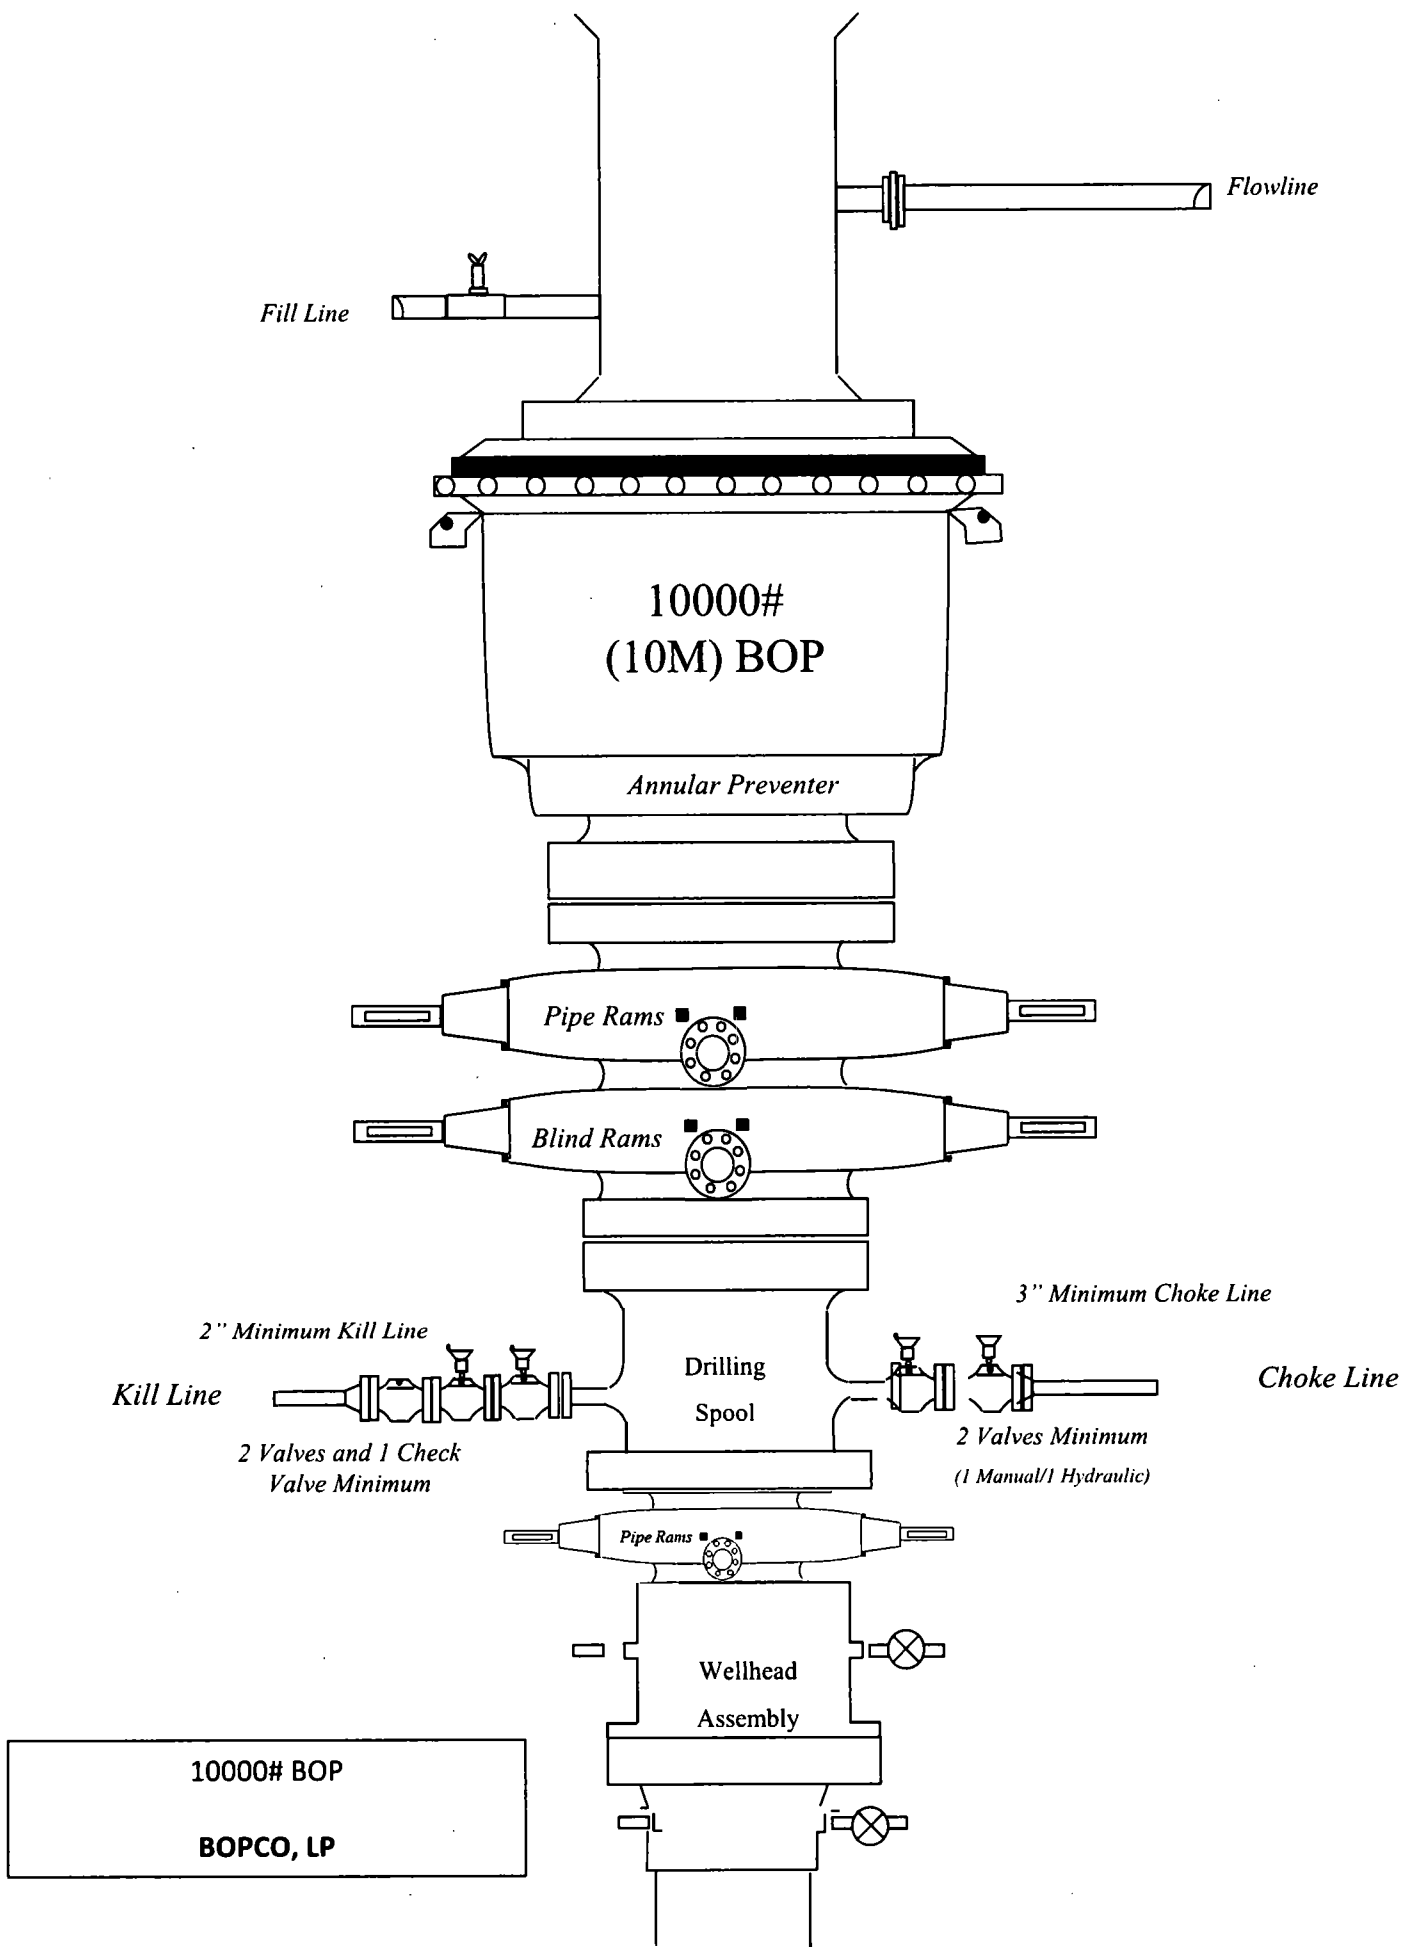 Flowline
Fill Line
10000#
(10M) BOP
Annular Preventer
Pipe Rams
Blind Rams
3" Minimum Choke Line
2" Minimum Kill Line
Drilling
Spool
Kill Line
Choke Line
2 Valves and 1 Check
Valve Minimum
2 Valves Minimum
(1 Manual/1 Hydraulic)
Pipe Rams
Wellhead
Assembly
10000# BOP
BOPCO, LP